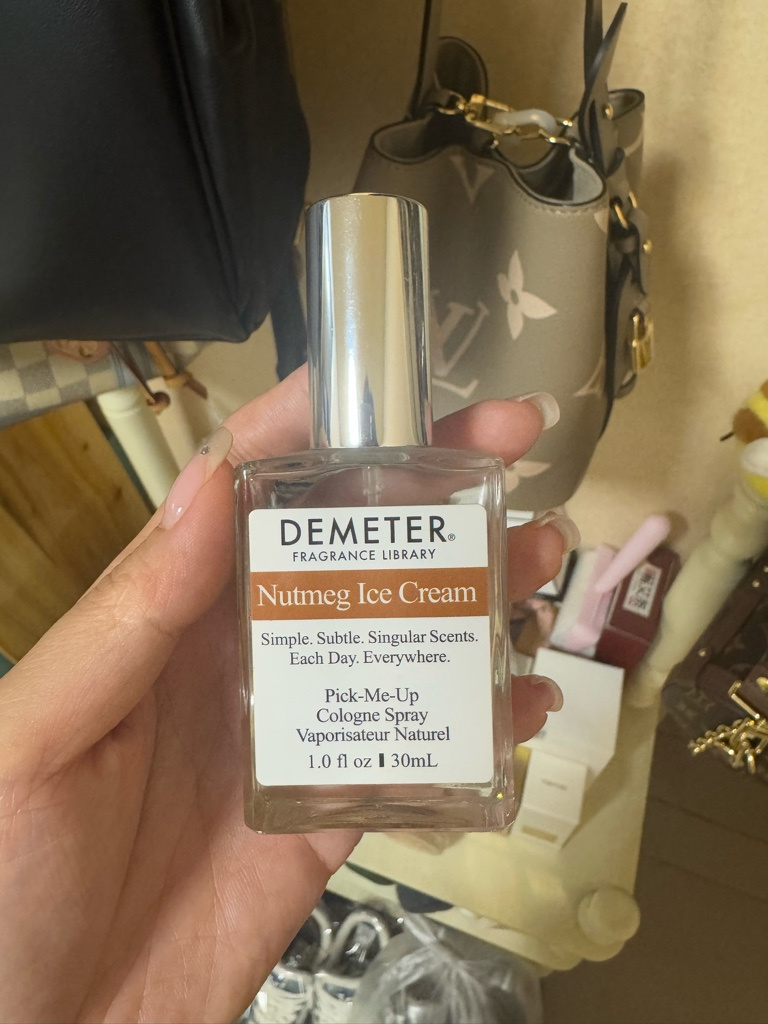 DEMETER®
FRAGRANCE LIBRARY
Nutmeg Ice Cream
Simple. Subtle. Singular Scents.
Each Day. Everywhere.
Pick-Me-Up
Cologne Spray
Vaporisateur Naturel
1.0 fl oz ▮ 30mL
LV